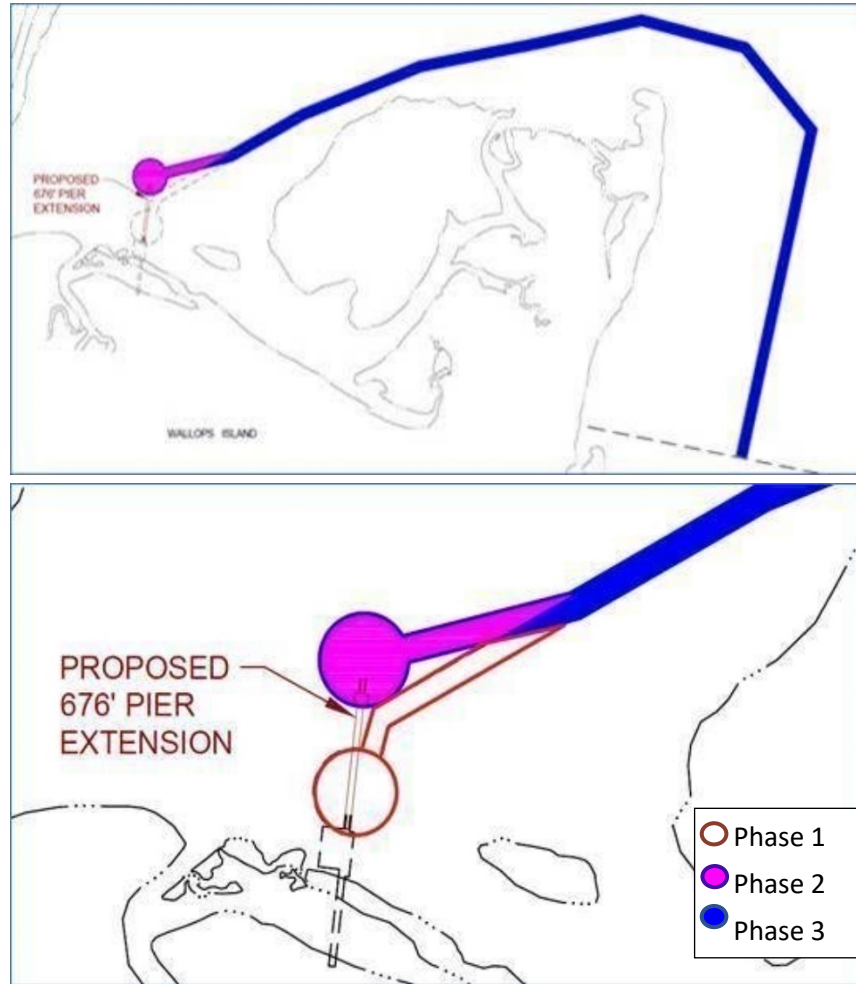 PROPOSED
676' PIER
EXTENSION
WALLOPS ISLAND
PROPOSED
676' PIER
EXTENSION
Phase 1
Phase 2
Phase 3